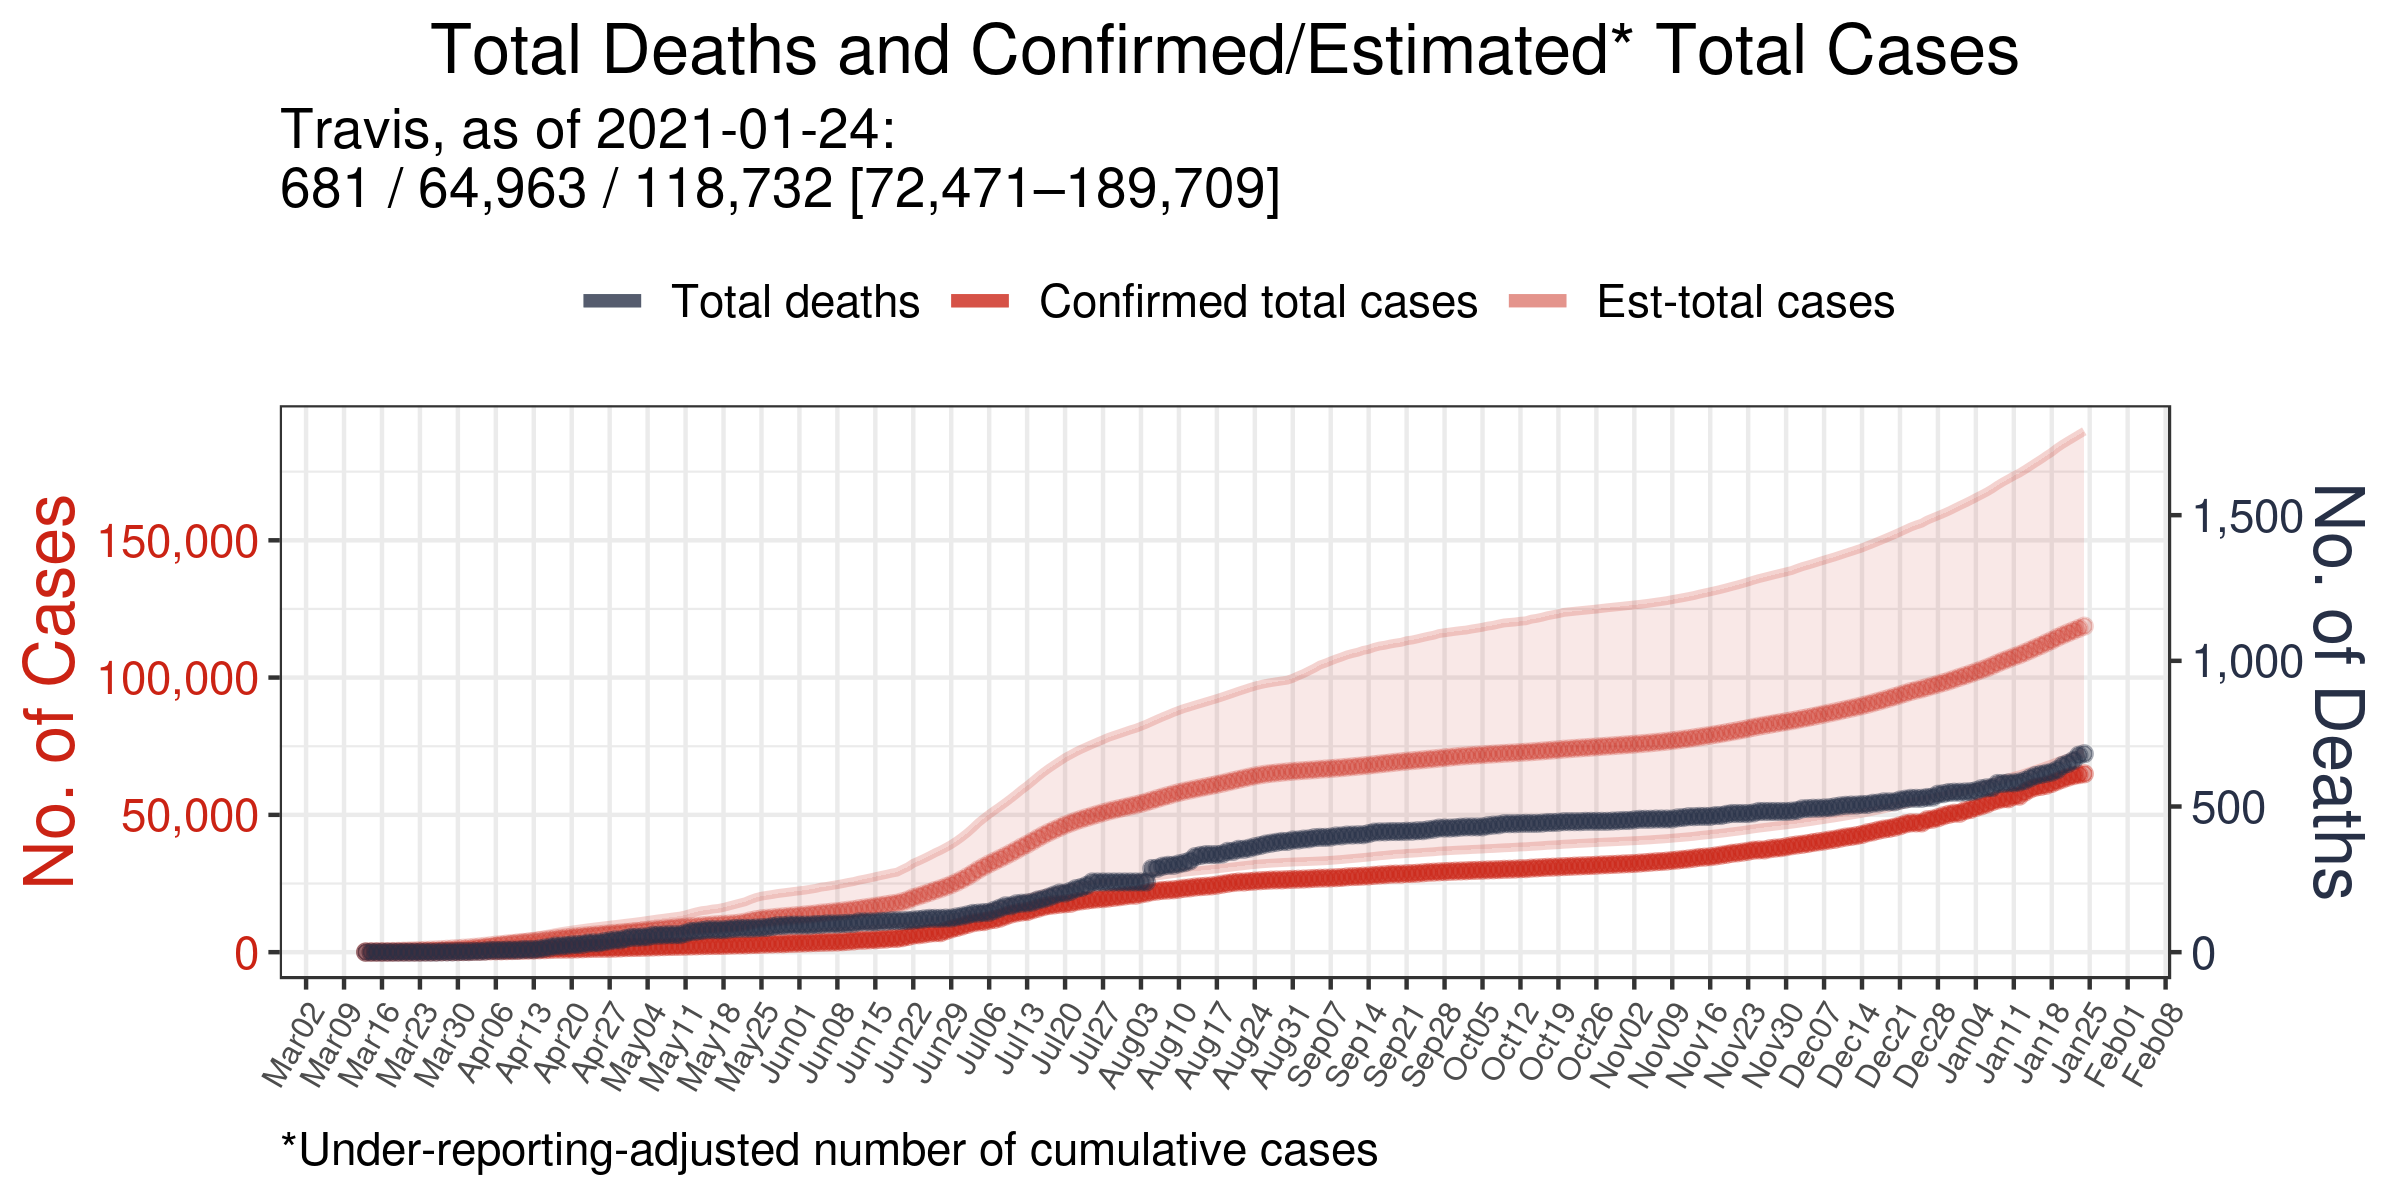 Total Deaths and Confirmed/Estimated* Total Cases
Travis, as of 2021-01-24:
681 / 64,963 / 118,732 [72,471–189,709]
Total deaths
Confirmed total cases
Est-total cases
No. of Cases
150,000
100,000
50,000
0
1,500
1,000
500
0
No. of Deaths
Mar02
Mar09
Mar16
Mar23
Mar30
Apr06
Apr13
Apr20
Apr27
May04
May11
May18
May25
Jun01
Jun08
Jun15
Jun22
Jun29
Jul06
Jul13
Jul20
Jul27
Aug03
Aug10
Aug17
Aug24
Aug31
Sep07
Sep14
Sep21
Sep28
Oct05
Oct12
Oct19
Oct26
Nov02
Nov09
Nov16
Nov23
Nov30
Dec07
Dec14
Dec21
Dec28
Jan04
Jan11
Jan18
Jan25
Feb01
Feb08
*Under-reporting-adjusted number of cumulative cases